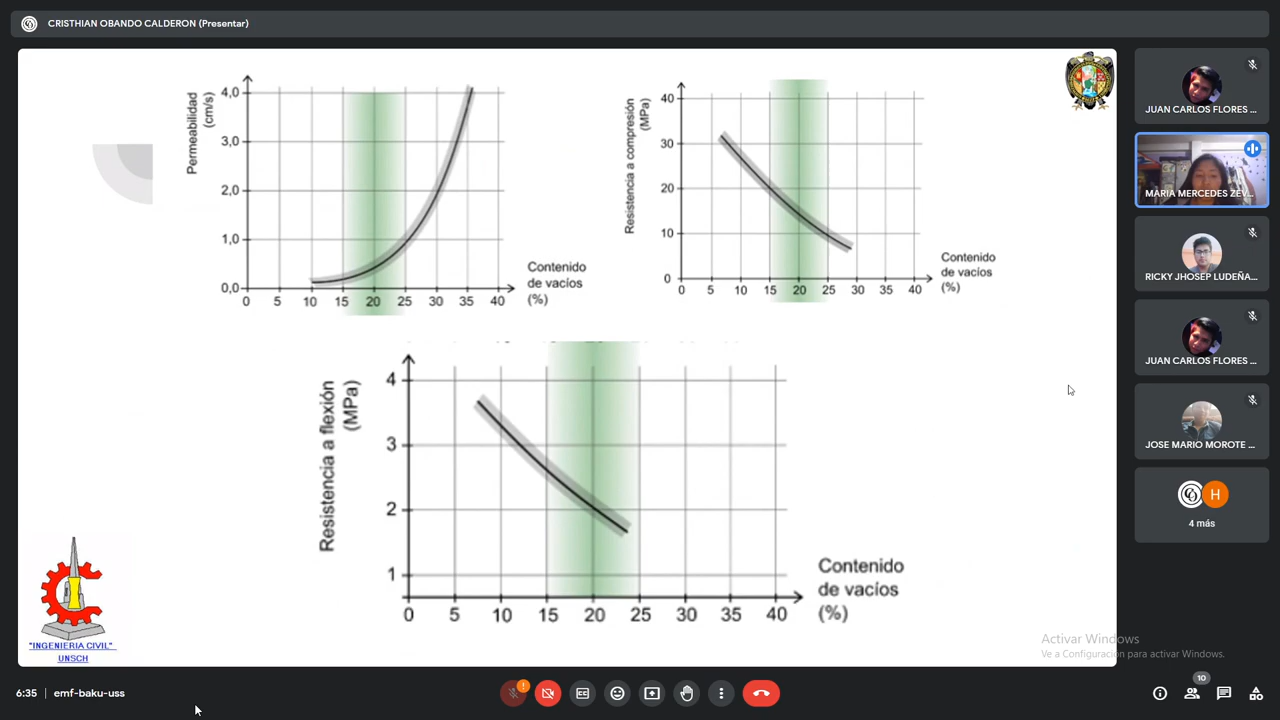 CRISTHIAN OBANDO CALDERON (Presentar)
Permeabilidad
(cm/s)
4,0
3,0
2,0
1,0
0,0
0 5 10 15 20 25 30 35 40
Contenido
de vacíos
(%)
Resistencia a compresión
(MPa)
40
30
20
10
0
0 5 10 15 20 25 30 35 40
Contenido
de vacíos
(%)
Resistencia a flexión
(MPa)
4
3
2
1
0 5 10 15 20 25 30 35 40
Contenido
de vacíos
(%)
"INGENIERIA CIVIL"
UNSCH
JUAN CARLOS FLORES ...
MARIA MERCEDES ZEV...
RICKY JHOSEP LUDEÑA...
JUAN CARLOS FLORES ...
JOSE MARIO MOROTE ...
H
4 más
Activar Windows
Ve a Configuración para activar Windows.
6:35 | emf-baku-uss
10